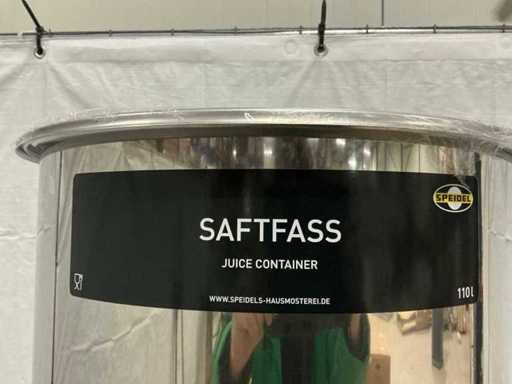 SPEIDEL
SAFTFASS
JUICE CONTAINER
WWW.SPEIDELS-HAUSMOSTEREI.DE
110 L